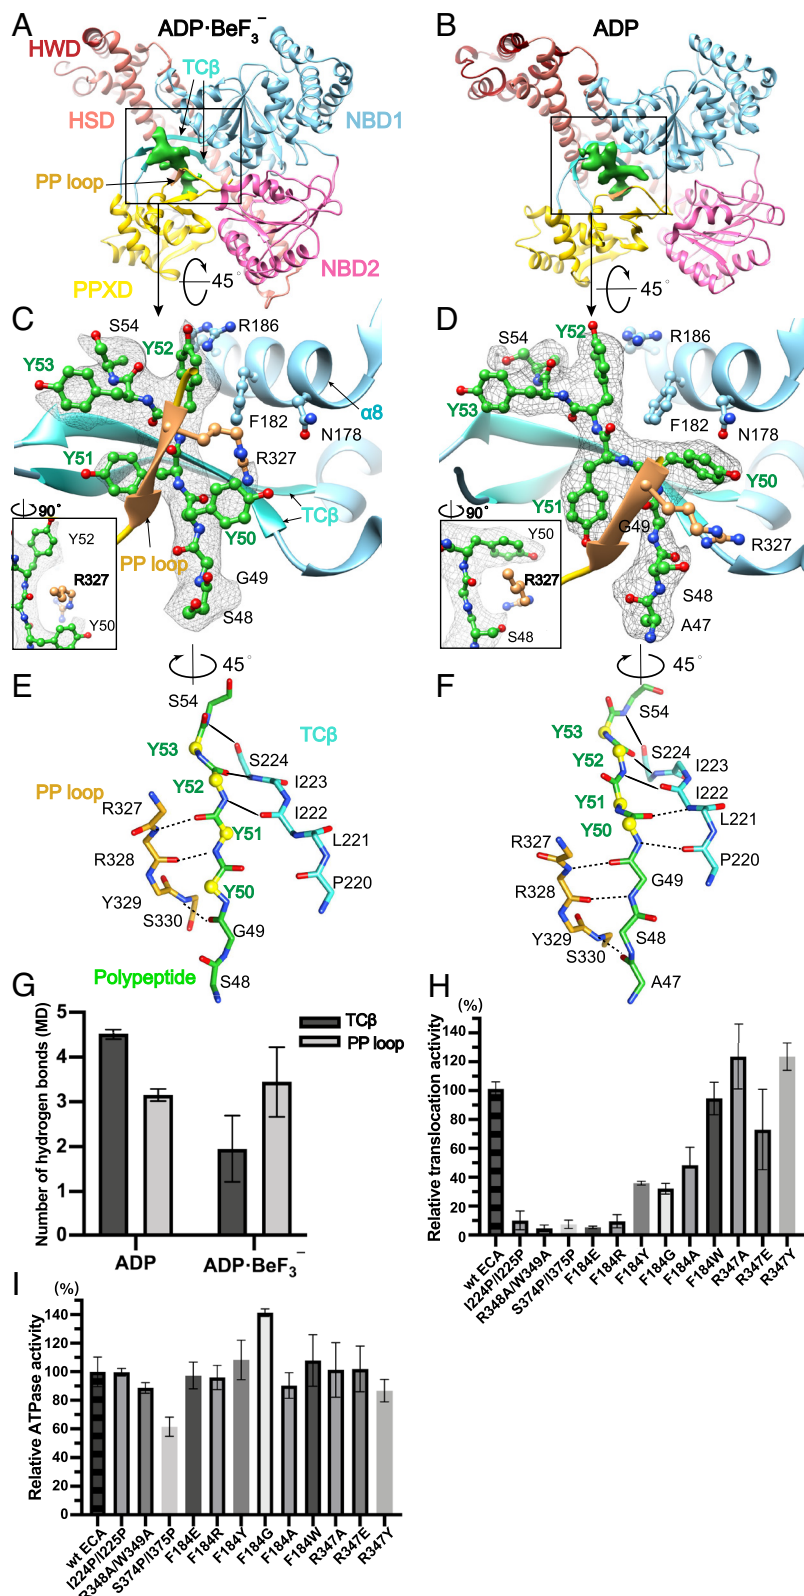 A
ADP·BeF₃⁻
HWD
TCβ
HSD
NBD1
PP loop
PPXD
NBD2
45°
B
ADP
45°
C
S54
Y52
R186
Y53
α8
F182
N178
Y51
R327
TCβ
Y50
PP loop
G49
S48
90°
Y52
R327
Y50
45°
D
S54
Y52
R186
Y53
F182
N178
Y50
Y51
G49
R327
S48
A47
90°
Y50
R327
S48
45°
E
S54
TCβ
Y53
S224
Y52
I223
PP loop
I222
R327
Y51
L221
R328
P220
Y329
Y50
S330
G49
Polypeptide
S48
F
S54
Y53
S224
Y52
I223
I222
Y51
L221
Y50
R327
P220
R328
G49
Y329
S48
S330
A47
G
Number of hydrogen bonds (MD)
5
4
3
2
1
0
TCβ
PP loop
ADP
ADP·BeF₃⁻
H
(%)
Relative translocation activity
140
120
100
80
60
40
20
0
wt ECA
I224P/I225P
R348A/W349A
S374P/I375P
F184E
F184R
F184Y
F184G
F184A
F184W
R347A
R347E
R347Y
I
(%)
Relative ATPase activity
140
120
100
80
60
40
20
0
wt ECA
I224P/I225P
R348A/W349A
S374P/I375P
F184E
F184R
F184Y
F184G
F184A
F184W
R347A
R347E
R347Y